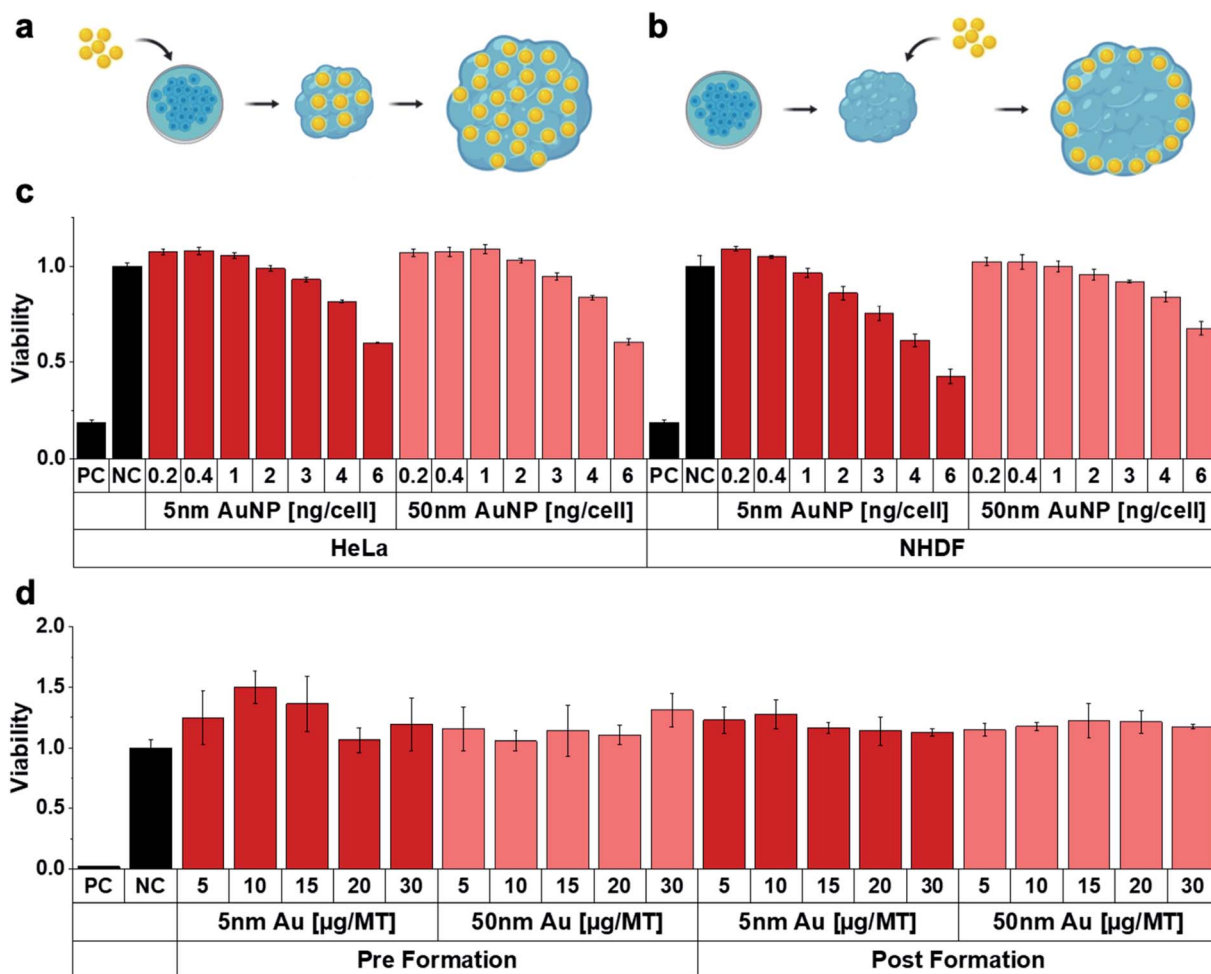 a
b
c
Viability
1.0
0.5
0.0
PC NC 0.2 0.4 1 2 3 4 6 0.2 0.4 1 2 3 4 6 PC NC 0.2 0.4 1 2 3 4 6 0.2 0.4 1 2 3 4 6
5nm AuNP [ng/cell] 50nm AuNP [ng/cell] 5nm AuNP [ng/cell] 50nm AuNP [ng/cell]
HeLa NHDF
d
Viability
2.0
1.5
1.0
0.5
0.0
PC NC 5 10 15 20 30 5 10 15 20 30 5 10 15 20 30 5 10 15 20 30
5nm Au [µg/MT] 50nm Au [µg/MT] 5nm Au [µg/MT] 50nm Au [µg/MT]
Pre Formation Post Formation